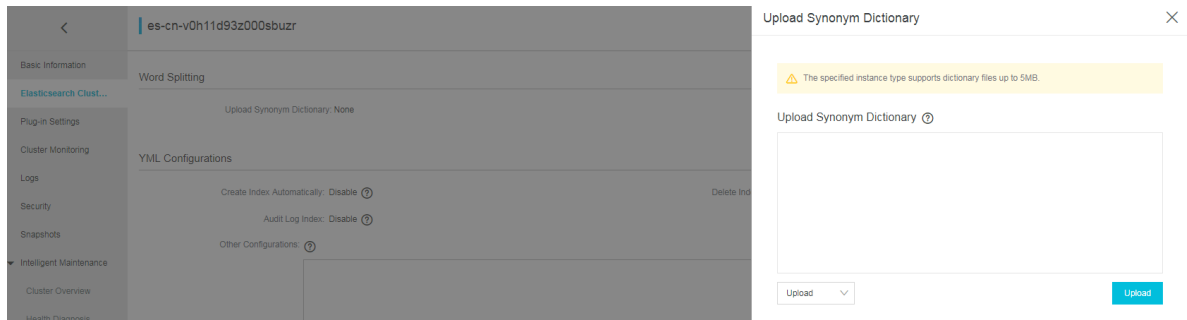 es-cn-v0h11d93z000sbuzr
Basic Information
Elasticsearch Clust...
Plug-in Settings
Cluster Monitoring
Logs
Security
Snapshots
Intelligent Maintenance
Cluster Overview
Health Diagnosis
Word Splitting
Upload Synonym Dictionary: None
YML Configurations
Create Index Automatically: Disable ?
Delete Ind
Audit Log Index: Disable ?
Other Configurations: ?
Upload Synonym Dictionary
The specified instance type supports dictionary files up to 5MB.
Upload Synonym Dictionary ?
Upload
Upload